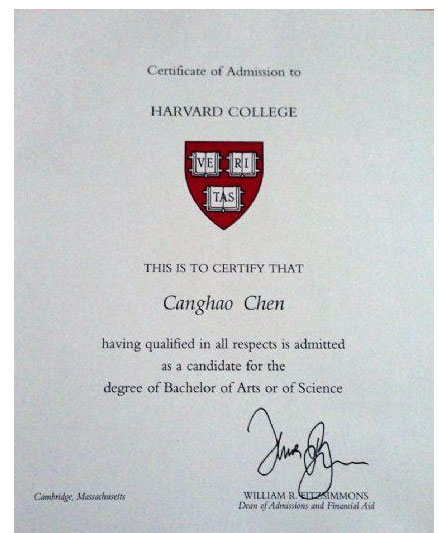 Certificate of Admission to
HARVARD COLLEGE
VE RI
TAS
THIS IS TO CERTIFY THAT
Canghao Chen
having qualified in all respects is admitted
as a candidate for the
degree of Bachelor of Arts or of Science
Cambridge, Massachusetts
WILLIAM R. FITZSIMMONS
Dean of Admissions and Financial Aid